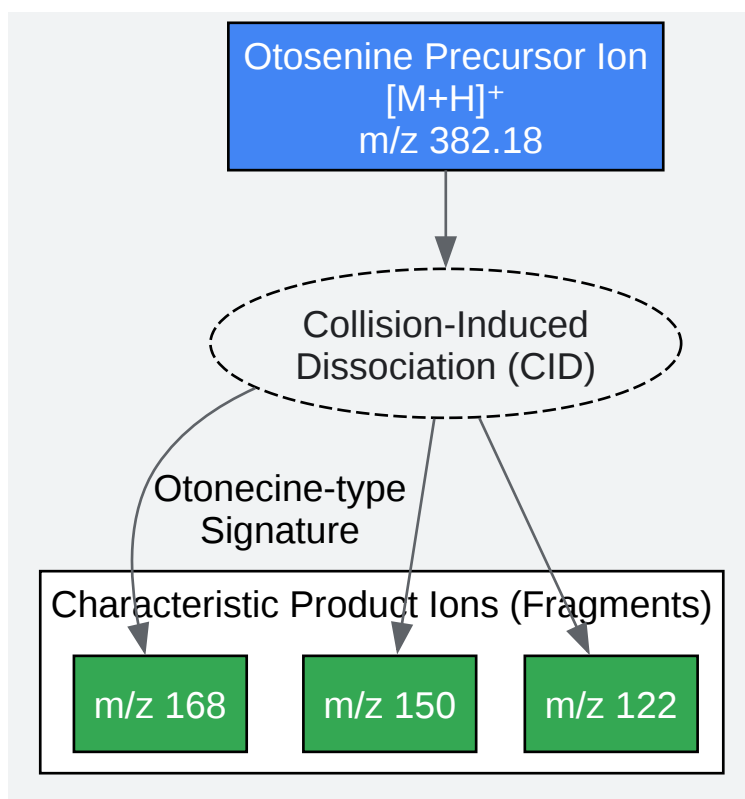 Otosenine Precursor Ion
[M+H]⁺
m/z 382.18
Collision-Induced
Dissociation (CID)
Otonecine-type
Signature
Characteristic Product Ions (Fragments)
m/z 168
m/z 150
m/z 122